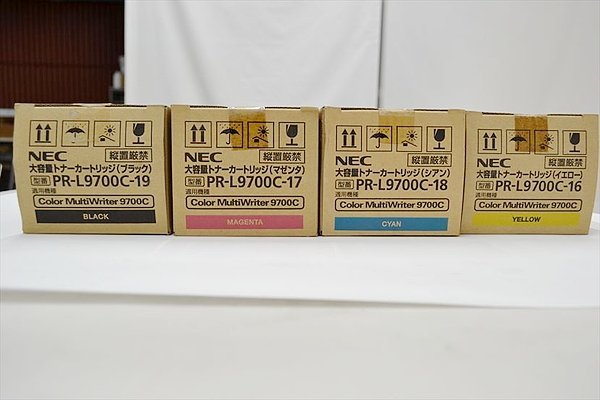 NEC 縦置厳禁
大容量トナーカートリッジ(ブラック)
型番 PR-L9700C-19
適用機種
Color MultiWriter 9700C
BLACK
NEC 縦置厳禁
大容量トナーカートリッジ(マゼンタ)
型番 PR-L9700C-17
適用機種
Color MultiWriter 9700C
MAGENTA
NEC 縦置厳禁
大容量トナーカートリッジ(シアン)
型番 PR-L9700C-18
適用機種
Color MultiWriter 9700C
CYAN
NEC 縦置厳禁
大容量トナーカートリッジ(イエロー)
型番 PR-L9700C-16
適用機種
Color MultiWriter 9700C
YELLOW